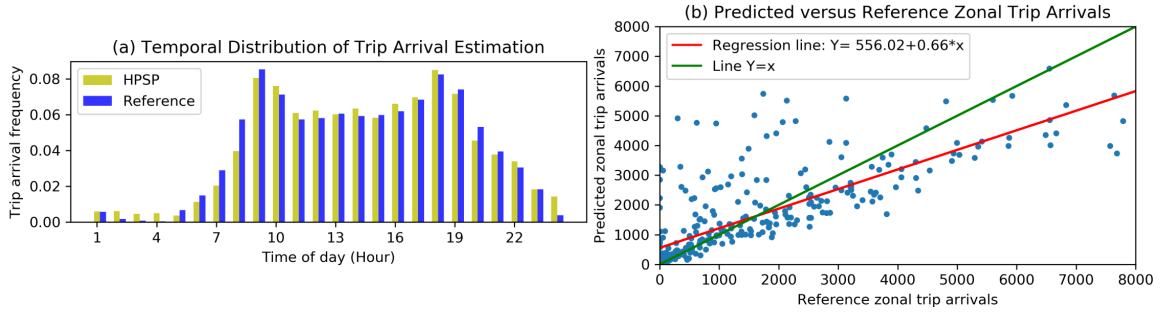 (a) Temporal Distribution of Trip Arrival Estimation
HPSP
Reference
Trip arrival frequency
0.08
0.06
0.04
0.02
0.00
1 4 7 10 13 16 19 22
Time of day (Hour)
(b) Predicted versus Reference Zonal Trip Arrivals
Regression line: Y= 556.02+0.66*x
Line Y=x
Predicted zonal trip arrivals
8000
7000
6000
5000
4000
3000
2000
1000
0
0 1000 2000 3000 4000 5000 6000 7000 8000
Reference zonal trip arrivals